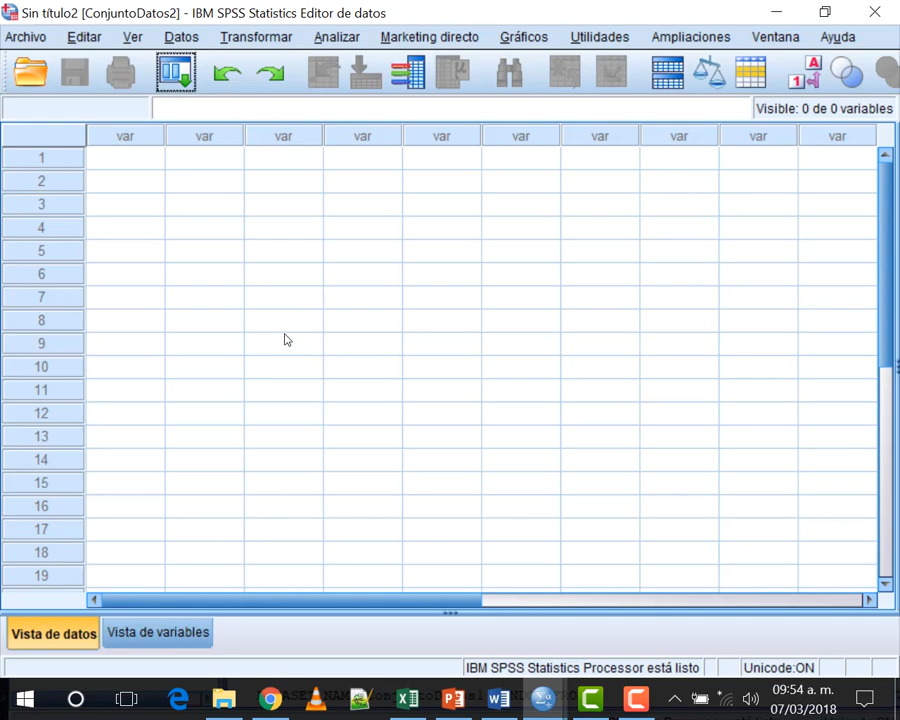 Sin título2 [ConjuntoDatos2] - IBM SPSS Statistics Editor de datos
Archivo Editar Ver Datos Transformar Analizar Marketing directo Gráficos Utilidades Ampliaciones Ventana Ayuda
Visible: 0 de 0 variables
var var var var var var var var var var
1
2
3
4
5
6
7
8
9
10
11
12
13
14
15
16
17
18
19
Vista de datos Vista de variables
IBM SPSS Statistics Processor está listo Unicode:ON
09:54 a. m.
07/03/2018